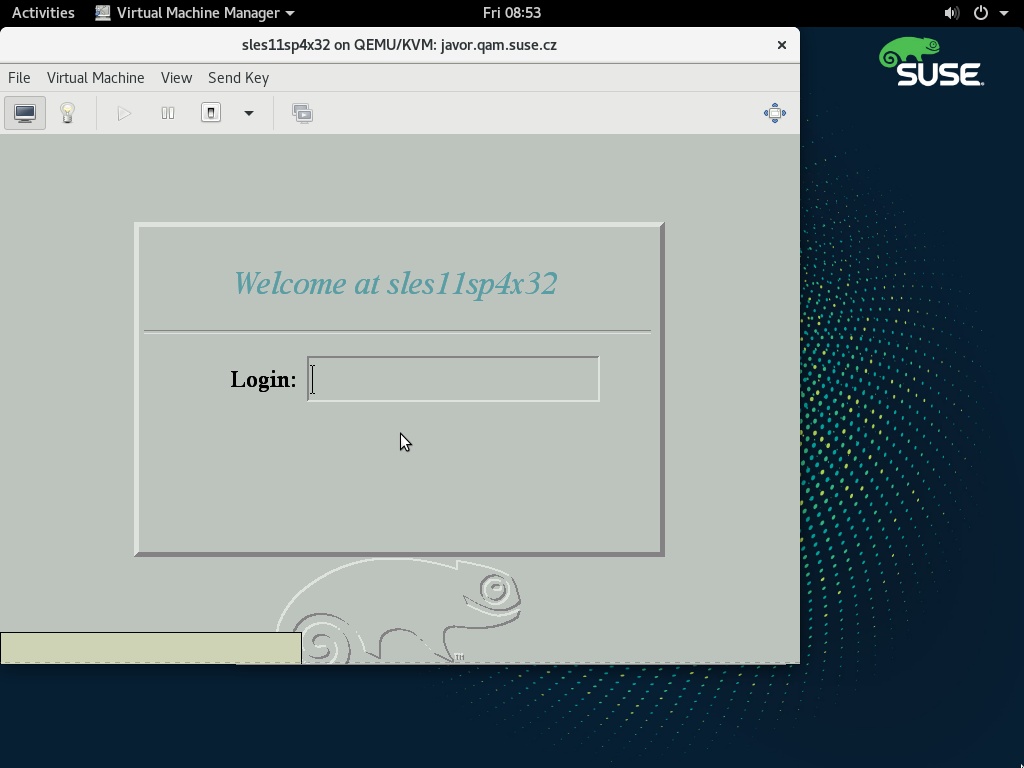 Activities Virtual Machine Manager Fri 08:53
sles11sp4x32 on QEMU/KVM: javor.qam.suse.cz ×
File Virtual Machine View Send Key
SUSE
Welcome at sles11sp4x32
Login:
TM